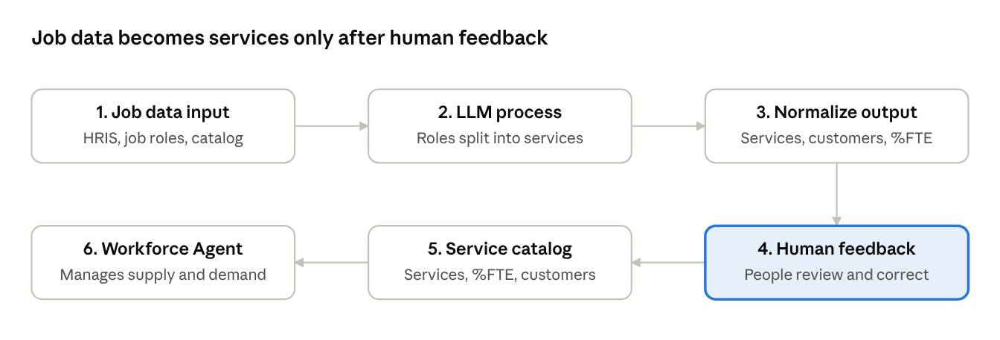 Job data becomes services only after human feedback
1. Job data input
HRIS, job roles, catalog
2. LLM process
Roles split into services
3. Normalize output
Services, customers, %FTE
4. Human feedback
People review and correct
5. Service catalog
Services, %FTE, customers
6. Workforce Agent
Manages supply and demand